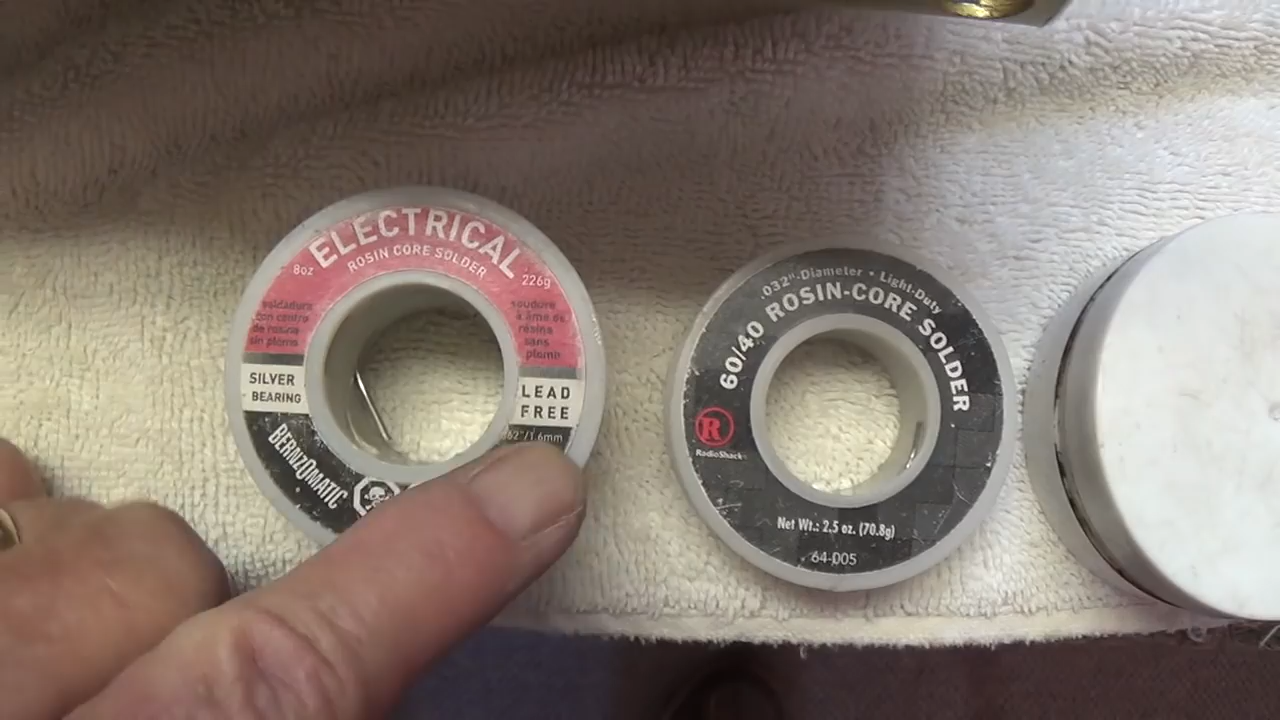 ELECTRICAL
ROSIN CORE SOLDER
8oz
226g
soldadura
con centro
de rosina
sin plomo
soudure
à âme de
résine
sans
plomb
SILVER
BEARING
LEAD
FREE
.062"/1.6mm
BERNZOMATIC
.032"-Diameter • Light-Duty
60/40 ROSIN-CORE SOLDER
R
RadioShack
Net Wt.: 2.5 oz. (70.8g)
64-005